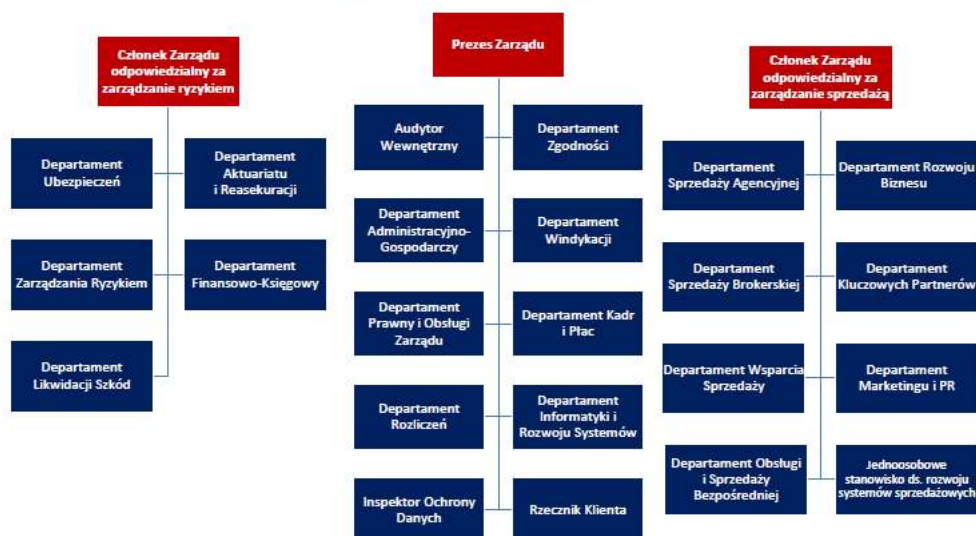 Członek Zarządu
odpowiedzialny za
zarządzanie ryzykiem
Departament
Ubezpieczeń
Departament
Aktuariatu
i Reasekuracji
Departament
Zarządzania Ryzykiem
Departament
Finansowo-Księgowy
Departament
Likwidacji Szkód
Prezes Zarządu
Audytor
Wewnętrzny
Departament
Zgodności
Departament
Administracyjno-
Gospodarczy
Departament
Windykacji
Departament
Prawny i Obsługi
Zarządu
Departament Kadr
i Płac
Departament
Rozliczeń
Departament
Informatyki i
Rozwoju Systemów
Inspektor Ochrony
Danych
Rzecznik Klienta
Członek Zarządu
odpowiedzialny za
zarządzanie sprzedażą
Departament
Sprzedaży Agencyjnej
Departament Rozwoju
Biznesu
Departament
Sprzedaży Brokerskiej
Departament
Kluczowych Partnerów
Departament Wsparcia
Sprzedaży
Departament
Marketingu i PR
Departament Obsługi
i Sprzedaży
Bezpośredniej
Jednoosobowe
stanowisko ds. rozwoju
systemów sprzedażowych